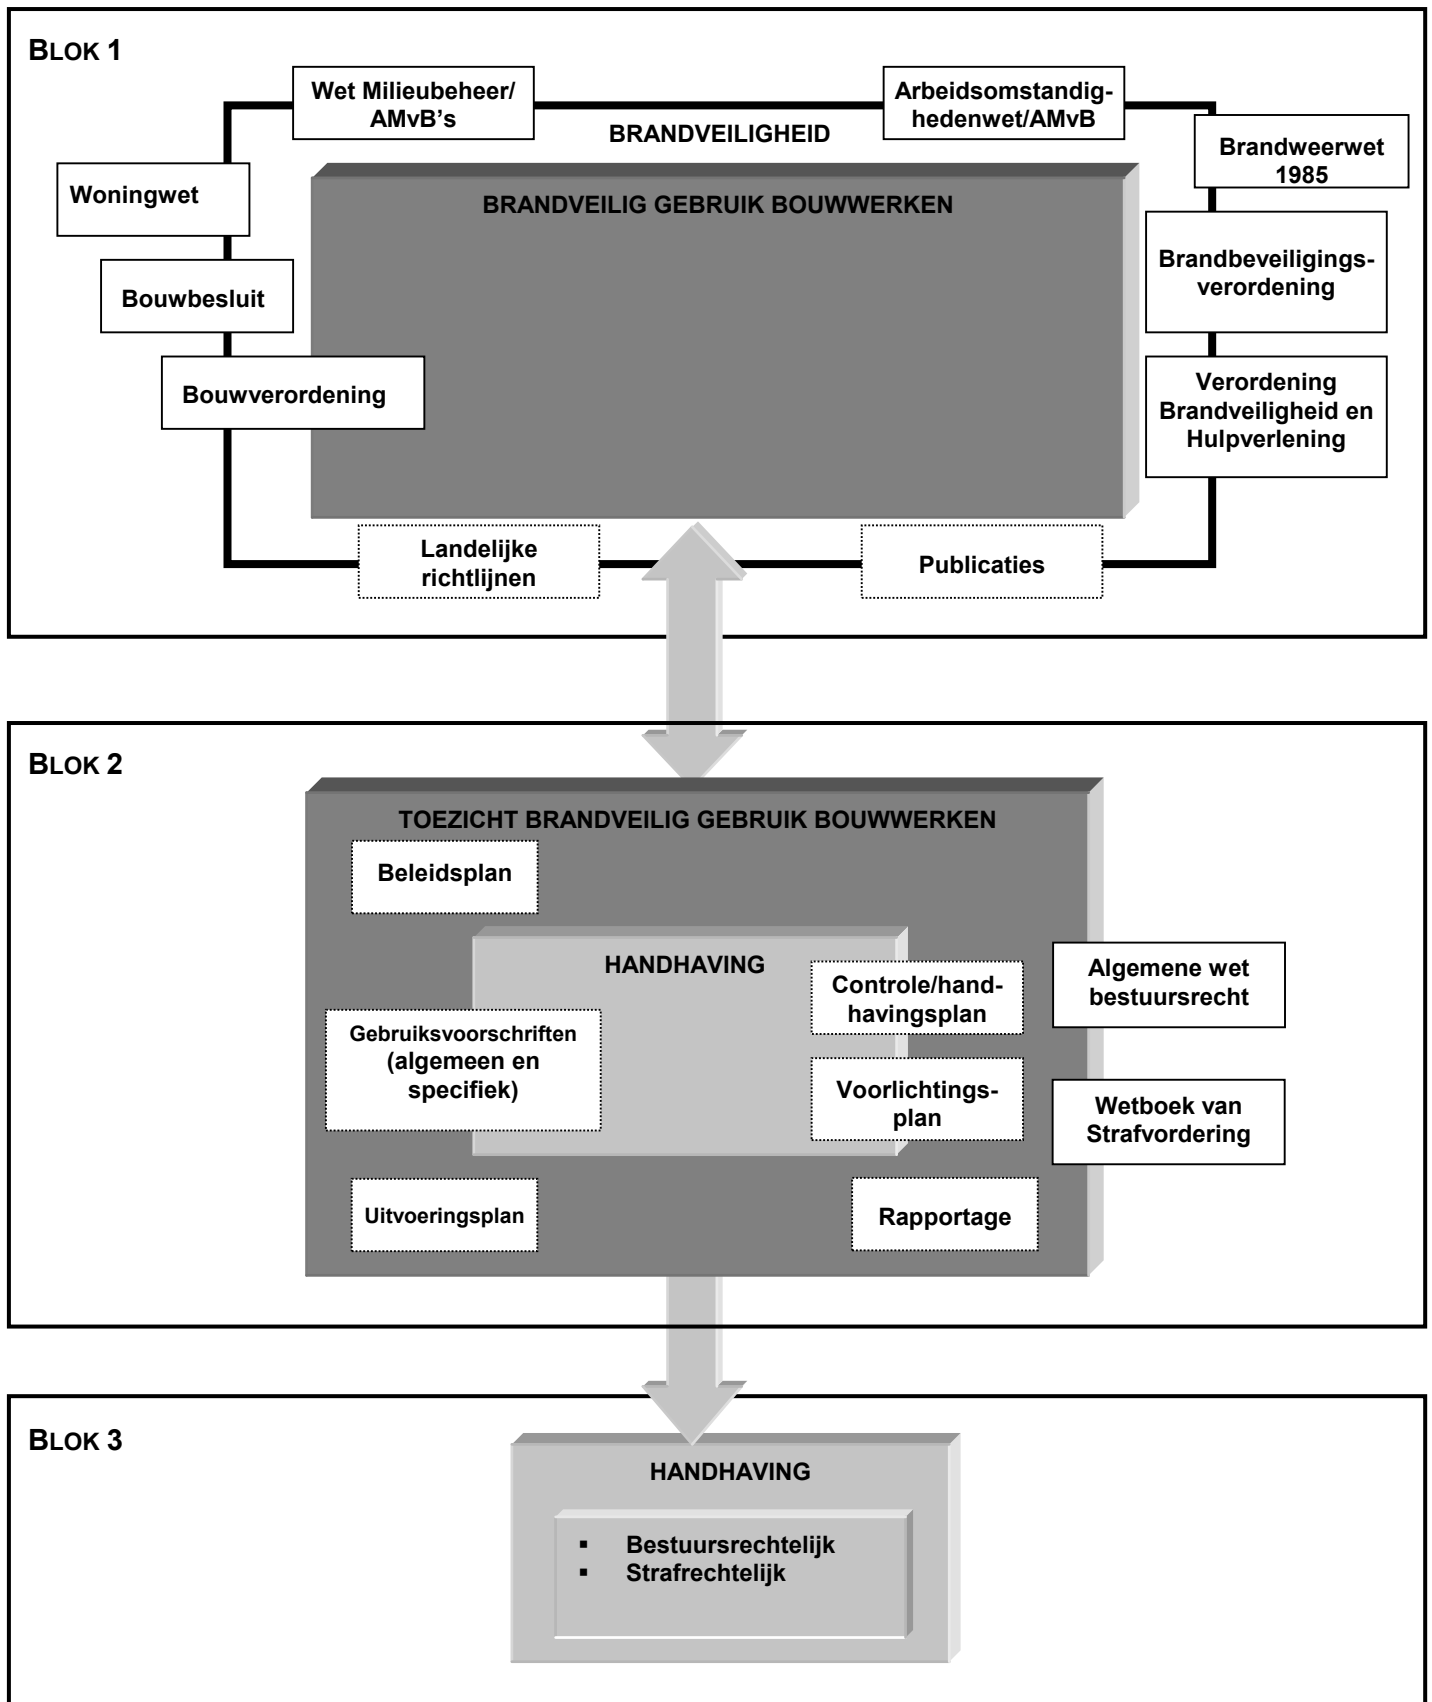 BLOK 1
Wet Milieubeheer/
AMvB's
Arbeidsomstandig-
hedenwet/AMvB
BRANDVEILIGHEID
Brandweerwet
1985
Woningwet
BRANDVEILIG GEBRUIK BOUWWERKEN
Brandbeveiligings-
verordening
Bouwbesluit
Bouwverordening
Verordening
Brandveiligheid en
Hulpverlening
Landelijke
richtlijnen
Publicaties
BLOK 2
TOEZICHT BRANDVEILIG GEBRUIK BOUWWERKEN
Beleidsplan
HANDHAVING
Controle/hand-
havingsplan
Algemene wet
bestuursrecht
Gebruiksvoorschriften
(algemeen en
specifiek)
Voorlichtings-
plan
Wetboek van
Strafvordering
Uitvoeringsplan
Rapportage
BLOK 3
HANDHAVING
▪ Bestuursrechtelijk
▪ Strafrechtelijk